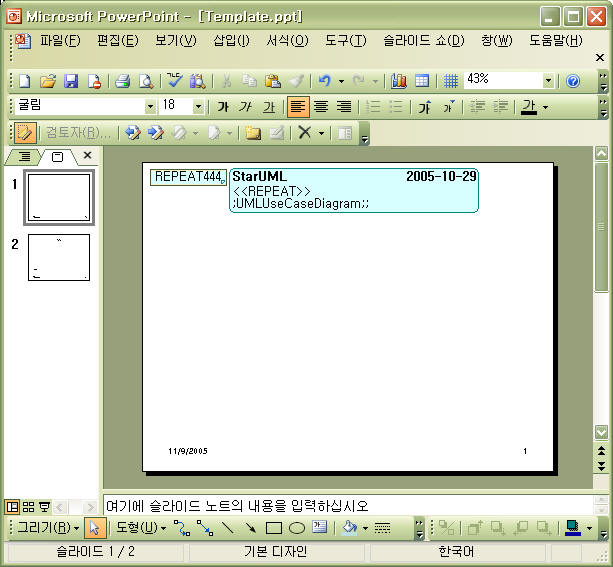 Microsoft PowerPoint - [Template.ppt]
파일(F) 편집(E) 보기(V) 삽입(I) 서식(O) 도구(T) 슬라이드 쇼(D) 창(W) 도움말(H)
43%
굴림 18 가 가 가 가 가 가
검토자(R)...
1
2
REPEAT444 StarUML 2005-10-29
<<REPEAT>>
;UMLUseCaseDiagram;;
11/9/2005 1
여기에 슬라이드 노트의 내용을 입력하십시오
그리기(R) 도형(U)
슬라이드 1 / 2 기본 디자인 한국어